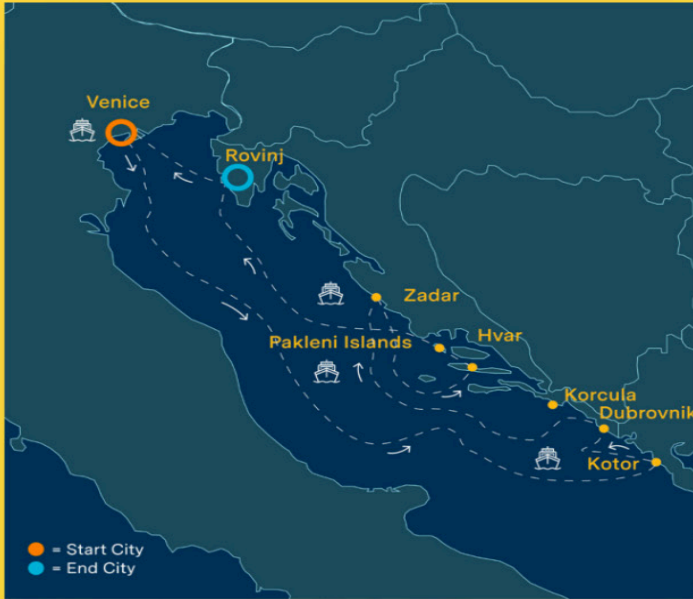 Venice
Rovinj
Zadar
Hvar
Pakleni Islands
Korcula
Dubrovnik
Kotor
= Start City
= End City